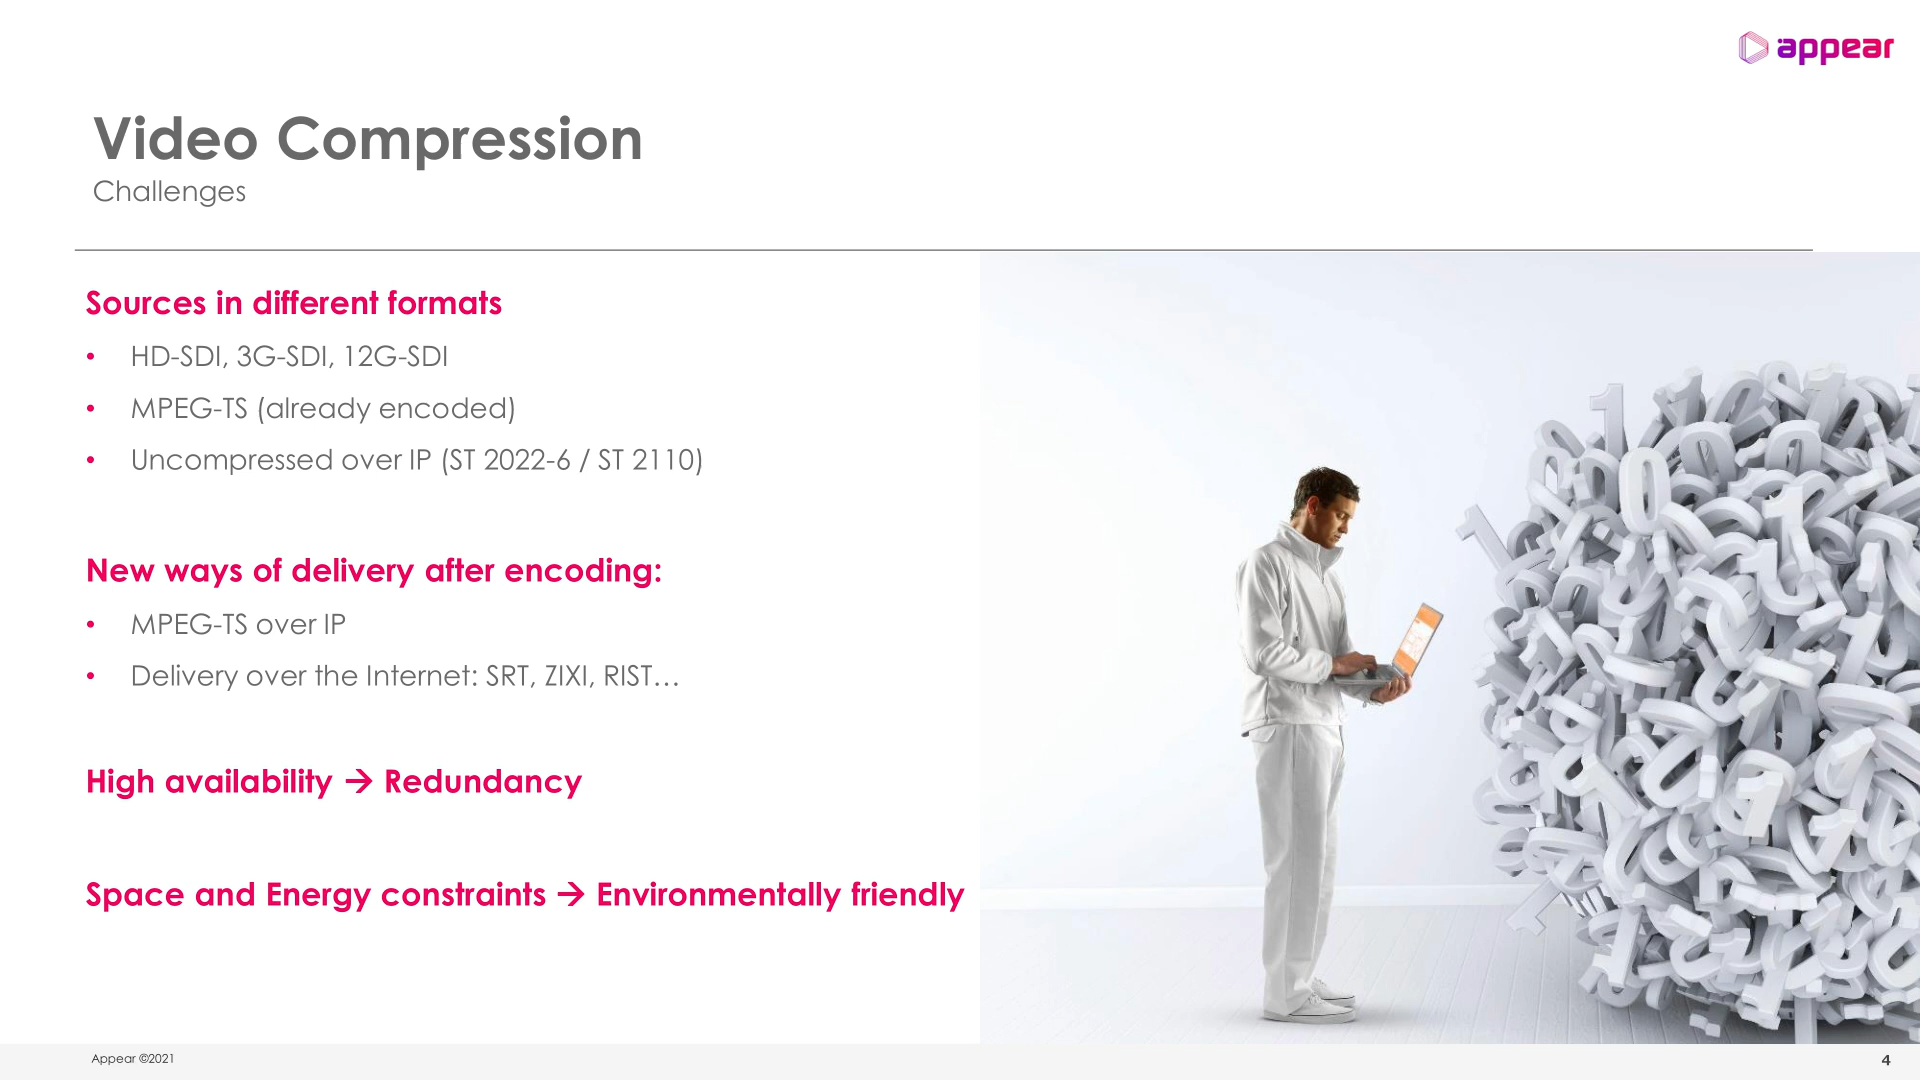 appear
Video Compression
Challenges
Sources in different formats
• HD-SDI, 3G-SDI, 12G-SDI
• MPEG-TS (already encoded)
• Uncompressed over IP (ST 2022-6 / ST 2110)
New ways of delivery after encoding:
• MPEG-TS over IP
• Delivery over the Internet: SRT, ZIXI, RIST…
High availability → Redundancy
Space and Energy constraints → Environmentally friendly
Appear ©2021
4